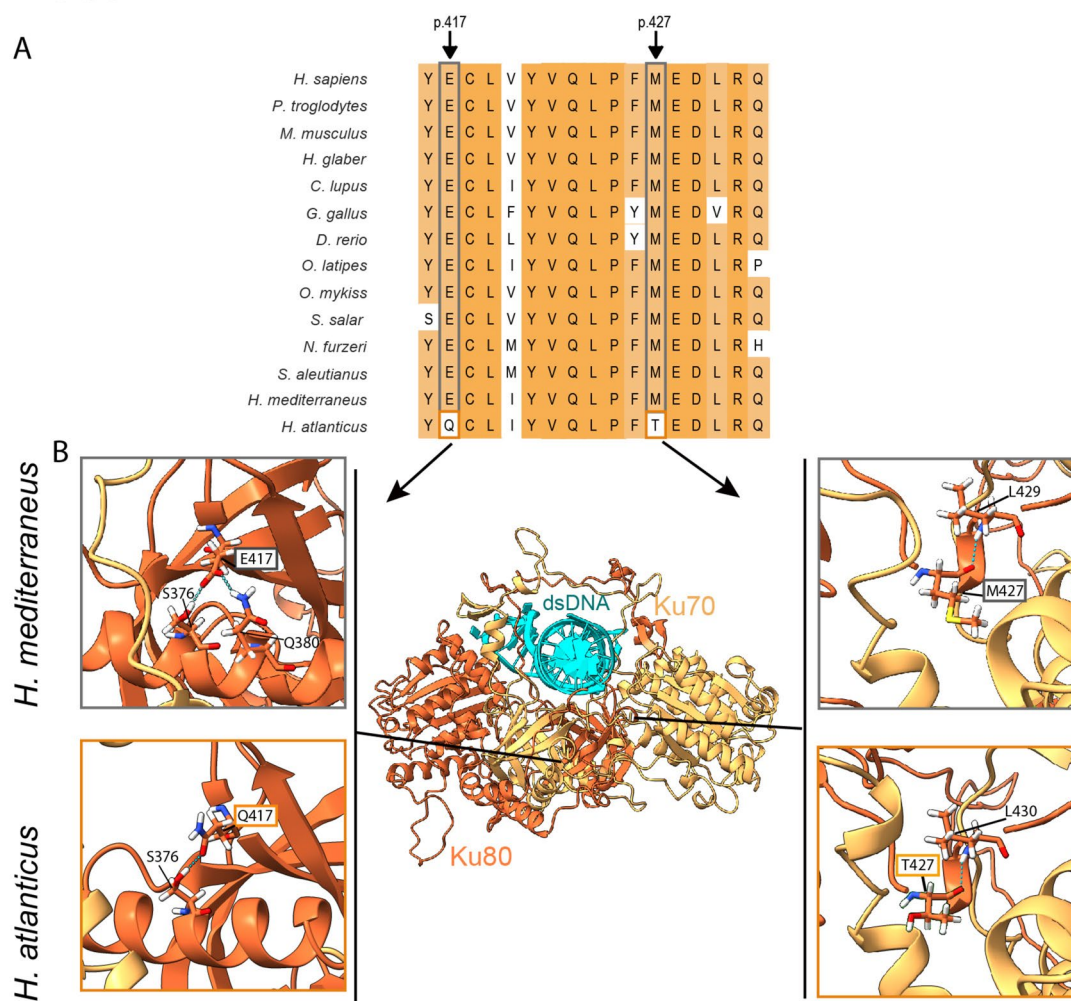 A
p.417 p.427
H. sapiens Y E C L V Y V Q L P F M E D L R Q
P. troglodytes Y E C L V Y V Q L P F M E D L R Q
M. musculus Y E C L V Y V Q L P F M E D L R Q
H. glaber Y E C L V Y V Q L P F M E D L R Q
C. lupus Y E C L I Y V Q L P F M E D L R Q
G. gallus Y E C L F Y V Q L P Y M E D V R Q
D. rerio Y E C L L Y V Q L P Y M E D L R Q
O. latipes Y E C L I Y V Q L P F M E D L R P
O. mykiss Y E C L V Y V Q L P F M E D L R Q
S. salar S E C L V Y V Q L P F M E D L R Q
N. furzeri Y E C L M Y V Q L P F M E D L R H
S. aleutianus Y E C L M Y V Q L P F M E D L R Q
H. mediterraneus Y E C L I Y V Q L P F M E D L R Q
H. atlanticus Y Q C L I Y V Q L P F T E D L R Q
B
H. mediterraneus
E417
S376
Q380
dsDNA
Ku70
Ku80
L429
M427
H. atlanticus
Q417
S376
L430
T427